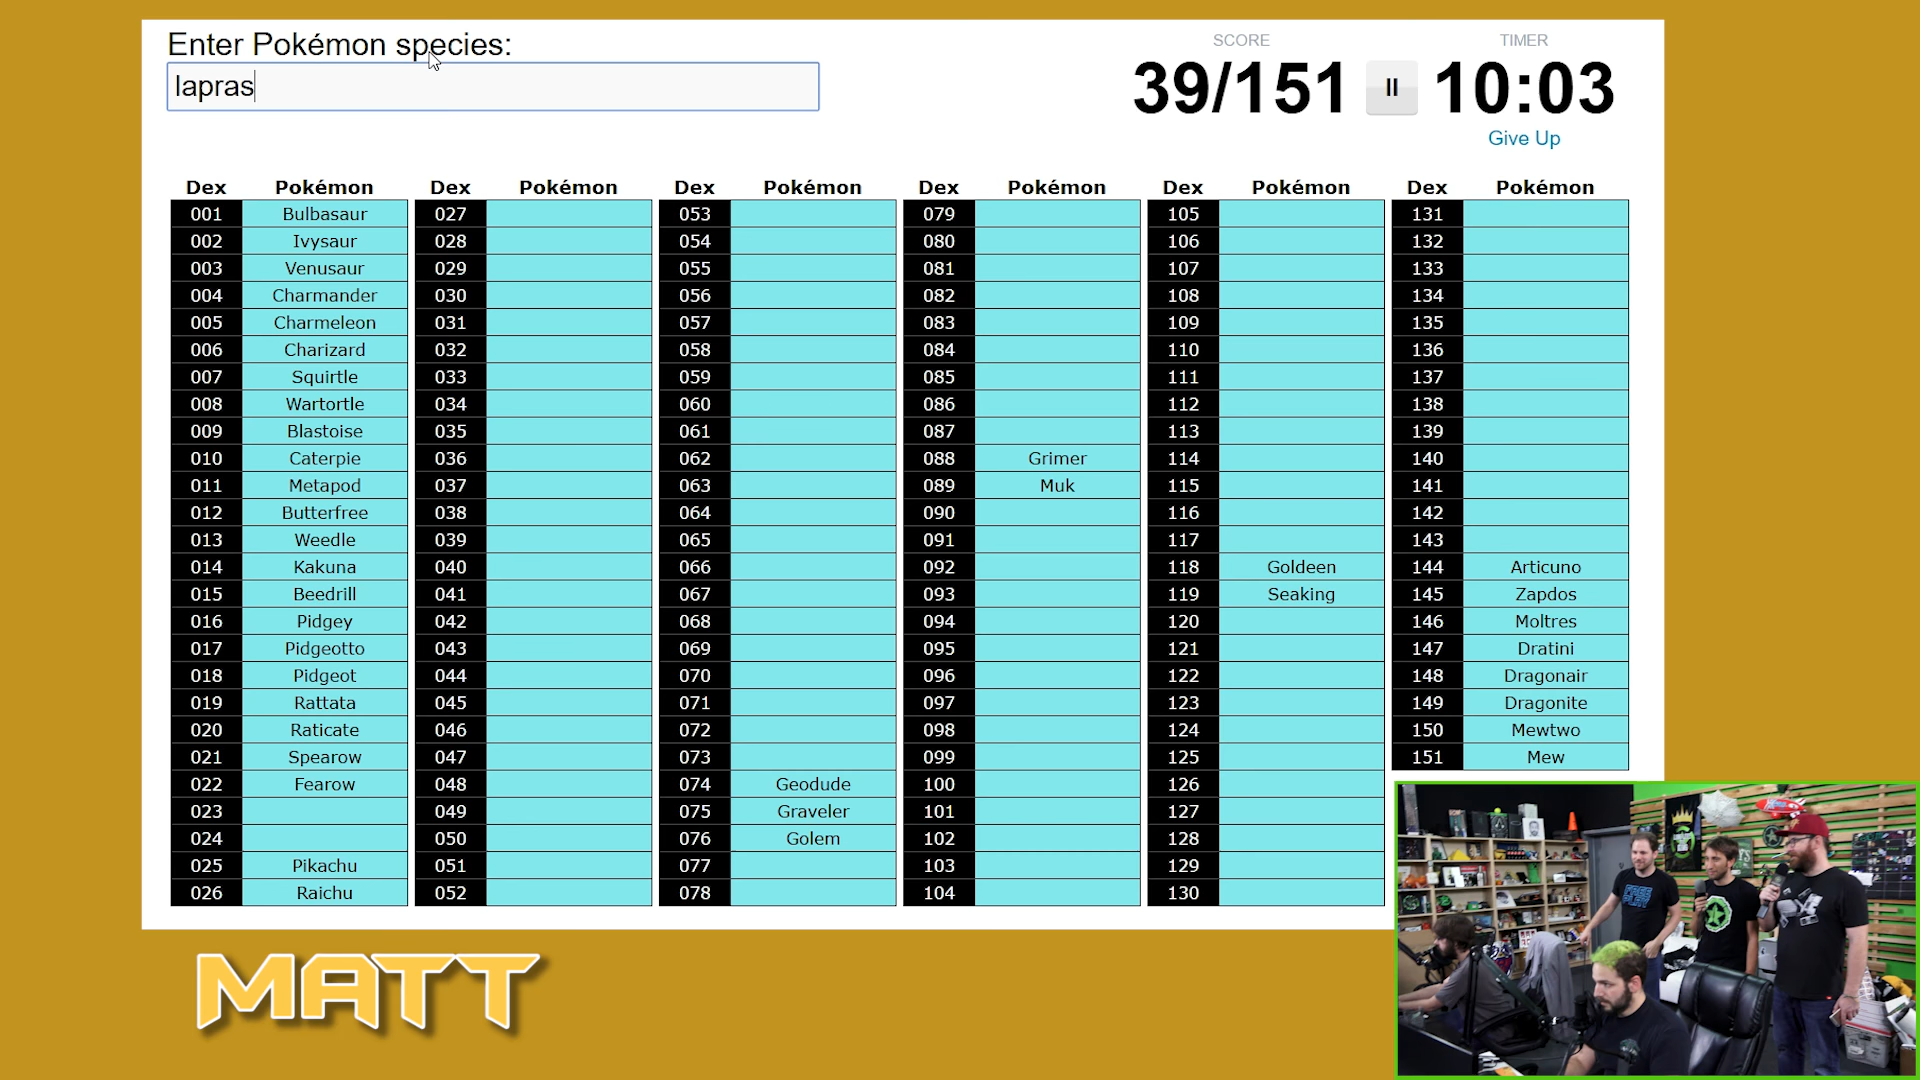 Enter Pokémon species:
lapras
SCORE
39/151
TIMER
10:03
Give Up
Dex Pokémon Dex Pokémon Dex Pokémon Dex Pokémon Dex Pokémon Dex Pokémon
001 Bulbasaur 027 053 079 105 131
002 Ivysaur 028 054 080 106 132
003 Venusaur 029 055 081 107 133
004 Charmander 030 056 082 108 134
005 Charmeleon 031 057 083 109 135
006 Charizard 032 058 084 110 136
007 Squirtle 033 059 085 111 137
008 Wartortle 034 060 086 112 138
009 Blastoise 035 061 087 113 139
010 Caterpie 036 062 088 Grimer 114 140
011 Metapod 037 063 089 Muk 115 141
012 Butterfree 038 064 090 116 142
013 Weedle 039 065 091 117 143
014 Kakuna 040 066 092 118 Goldeen 144 Articuno
015 Beedrill 041 067 093 119 Seaking 145 Zapdos
016 Pidgey 042 068 094 120 146 Moltres
017 Pidgeotto 043 069 095 121 147 Dratini
018 Pidgeot 044 070 096 122 148 Dragonair
019 Rattata 045 071 097 123 149 Dragonite
020 Raticate 046 072 098 124 150 Mewtwo
021 Spearow 047 073 099 125 151 Mew
022 Fearow 048 074 Geodude 100 126
023 049 075 Graveler 101 127
024 050 076 Golem 102 128
025 Pikachu 051 077 103 129
026 Raichu 052 078 104 130
FREE
PLAY
MATT